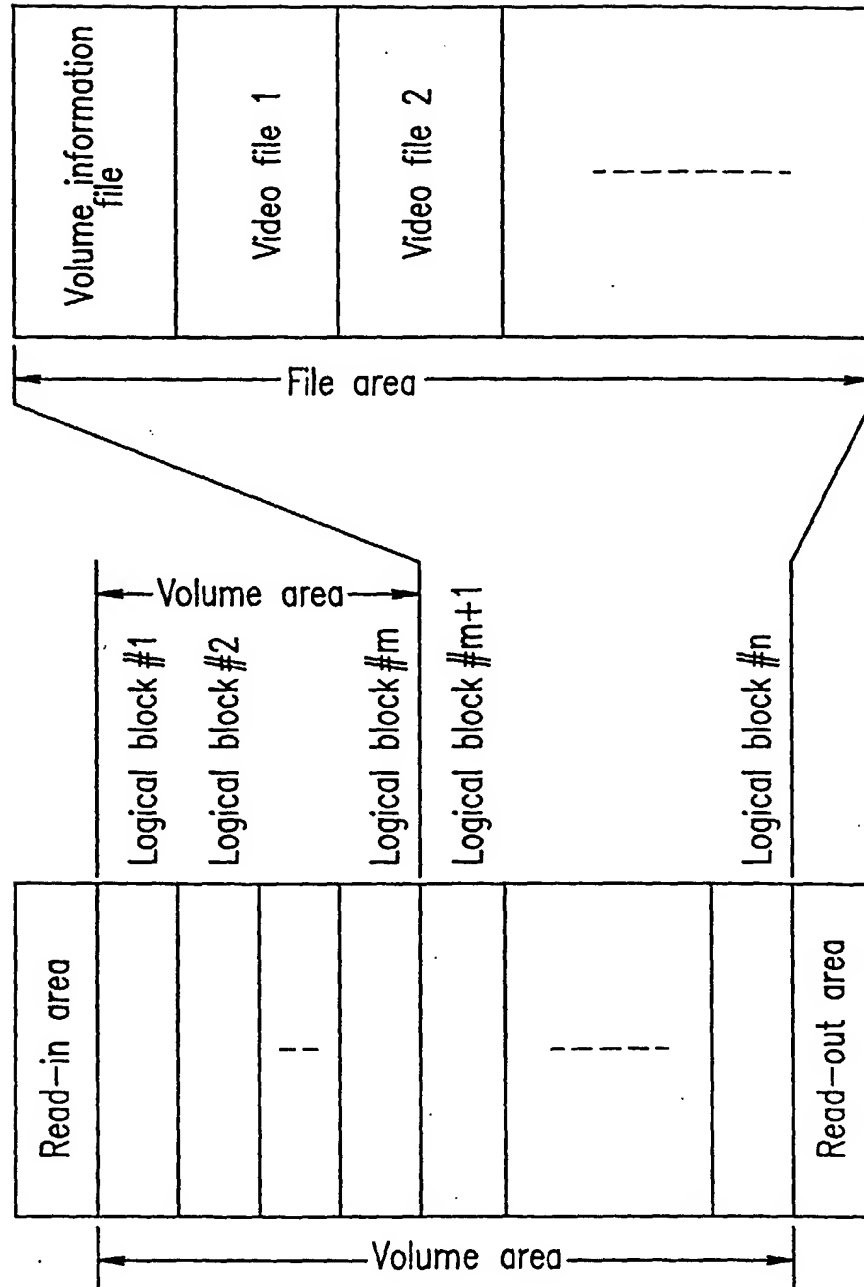 Volume information
file
Video file 1
Video file 2
File area
Volume area
Logical block #1
Logical block #2
Logical block #m
Logical block #m+1
Logical block #n
Read-in area
Read-out area
Volume area